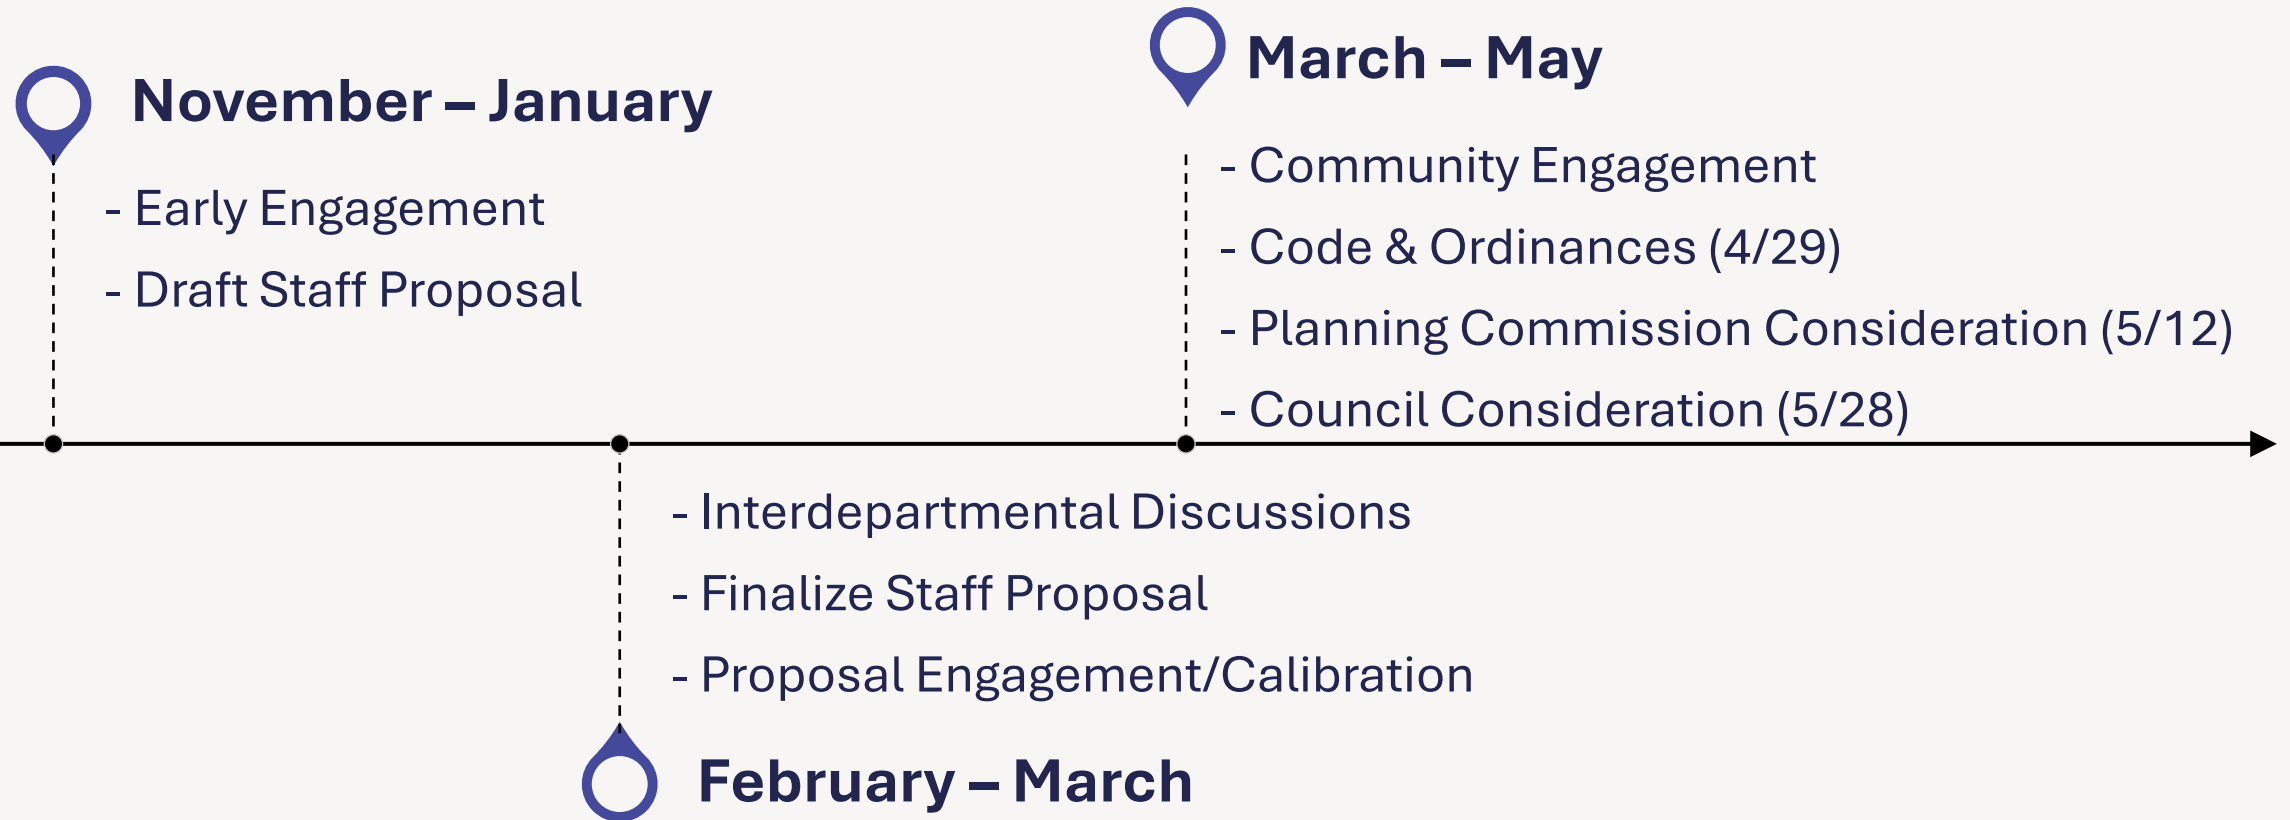 November – January
- Early Engagement
- Draft Staff Proposal
- Interdepartmental Discussions
- Finalize Staff Proposal
- Proposal Engagement/Calibration
February – March
March – May
- Community Engagement
- Code & Ordinances (4/29)
- Planning Commission Consideration (5/12)
- Council Consideration (5/28)